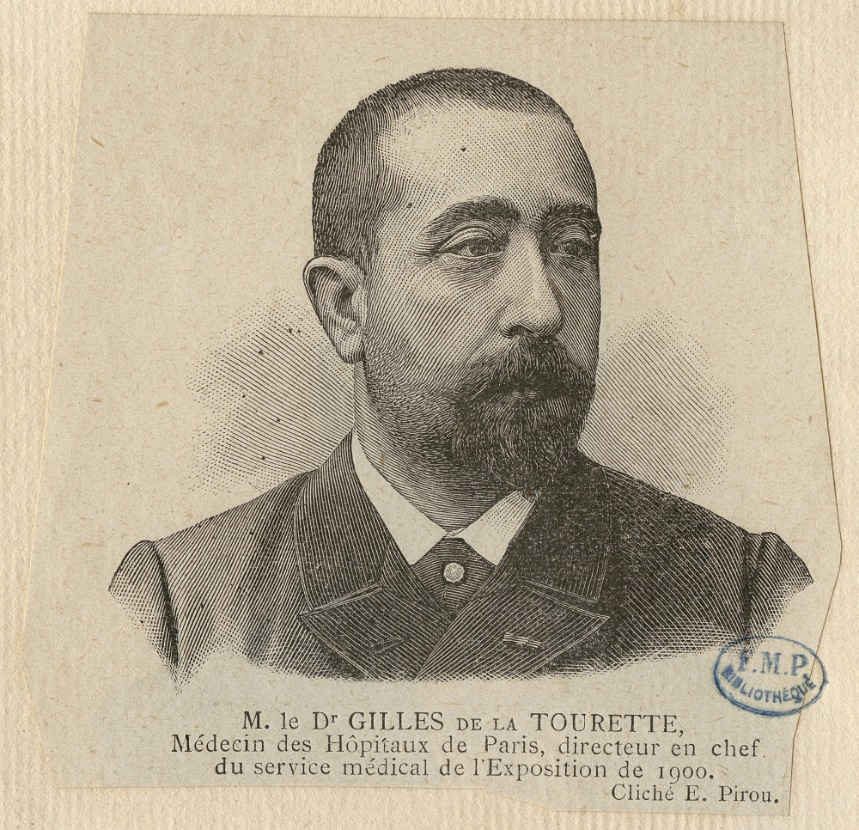 M. le Dr GILLES DE LA TOURETTE,
Médecin des Hôpitaux de Paris, directeur en chef
du service médical de l'Exposition de 1900.
Cliché E. Pirou.
F.M.P
BIBLIOTHÈQUE